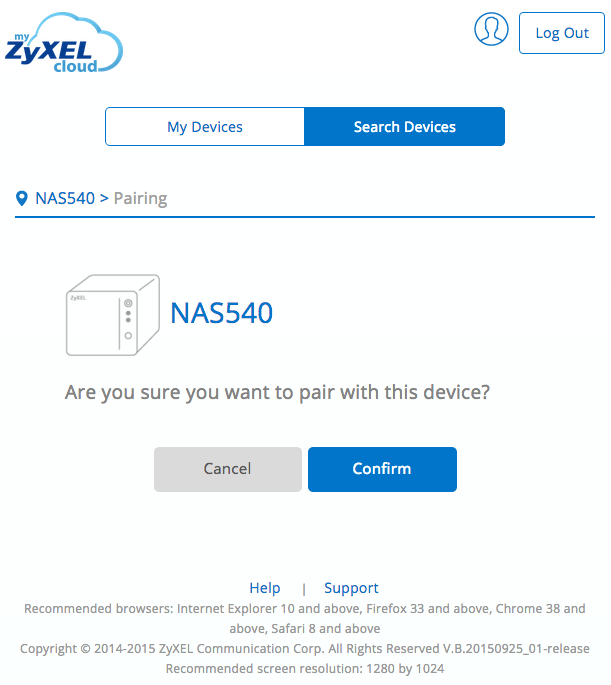 my
ZyXEL
cloud
Log Out
My Devices
Search Devices
NAS540 > Pairing
ZyXEL
NAS540
Are you sure you want to pair with this device?
Cancel
Confirm
Help | Support
Recommended browsers: Internet Explorer 10 and above, Firefox 33 and above, Chrome 38 and
above, Safari 8 and above
Copyright © 2014-2015 ZyXEL Communication Corp. All Rights Reserved V.B.20150925_01-release
Recommended screen resolution: 1280 by 1024